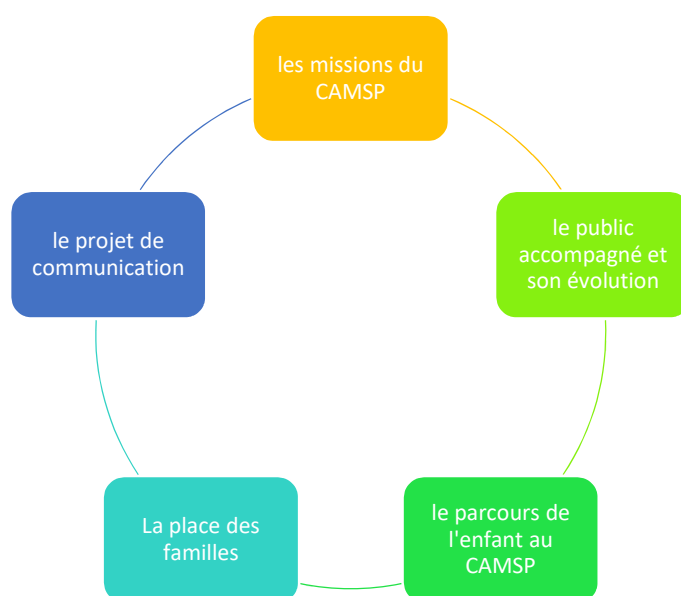 les missions du
CAMSP
le public
accompagné et
son évolution
le parcours de
l'enfant au
CAMSP
La place des
familles
le projet de
communication